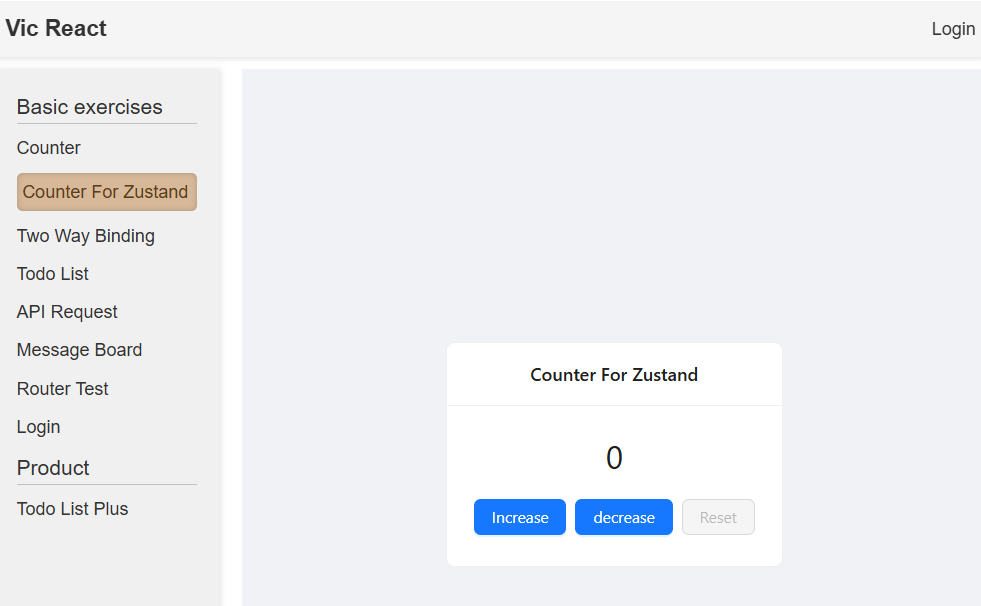 Vic React
Login
Basic exercises
Counter
Counter For Zustand
Two Way Binding
Todo List
API Request
Message Board
Router Test
Login
Product
Todo List Plus
Counter For Zustand
0
Increase decrease Reset